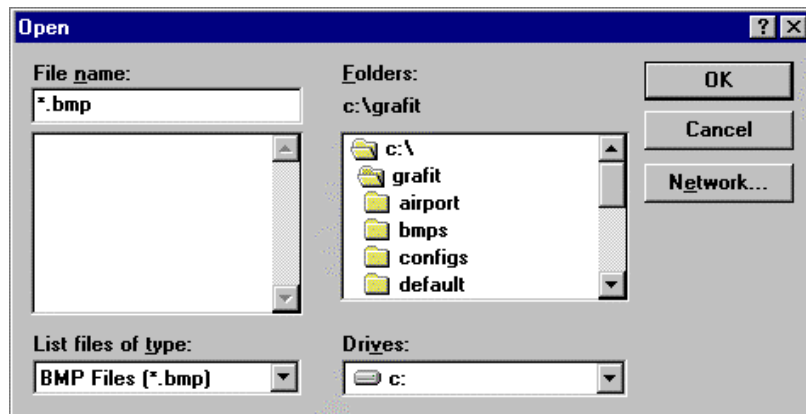 Open
File name:
*.bmp
Folders:
c:\grafit
c:\
grafit
airport
bmps
configs
default
OK
Cancel
Network...
List files of type:
BMP Files (*.bmp)
Drives:
c: